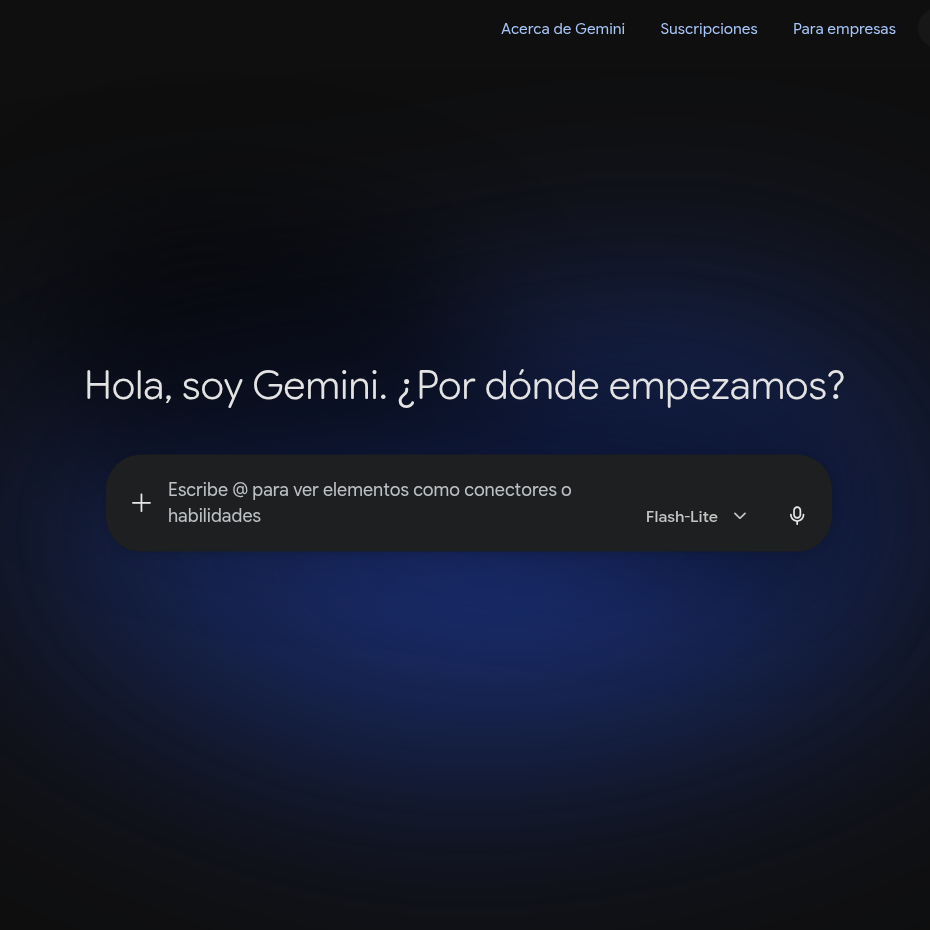 Acerca de Gemini Suscripciones Para empresas
Hola, soy Gemini. ¿Por dónde empezamos?
Escribe @ para ver elementos como conectores o
habilidades
Flash-Lite